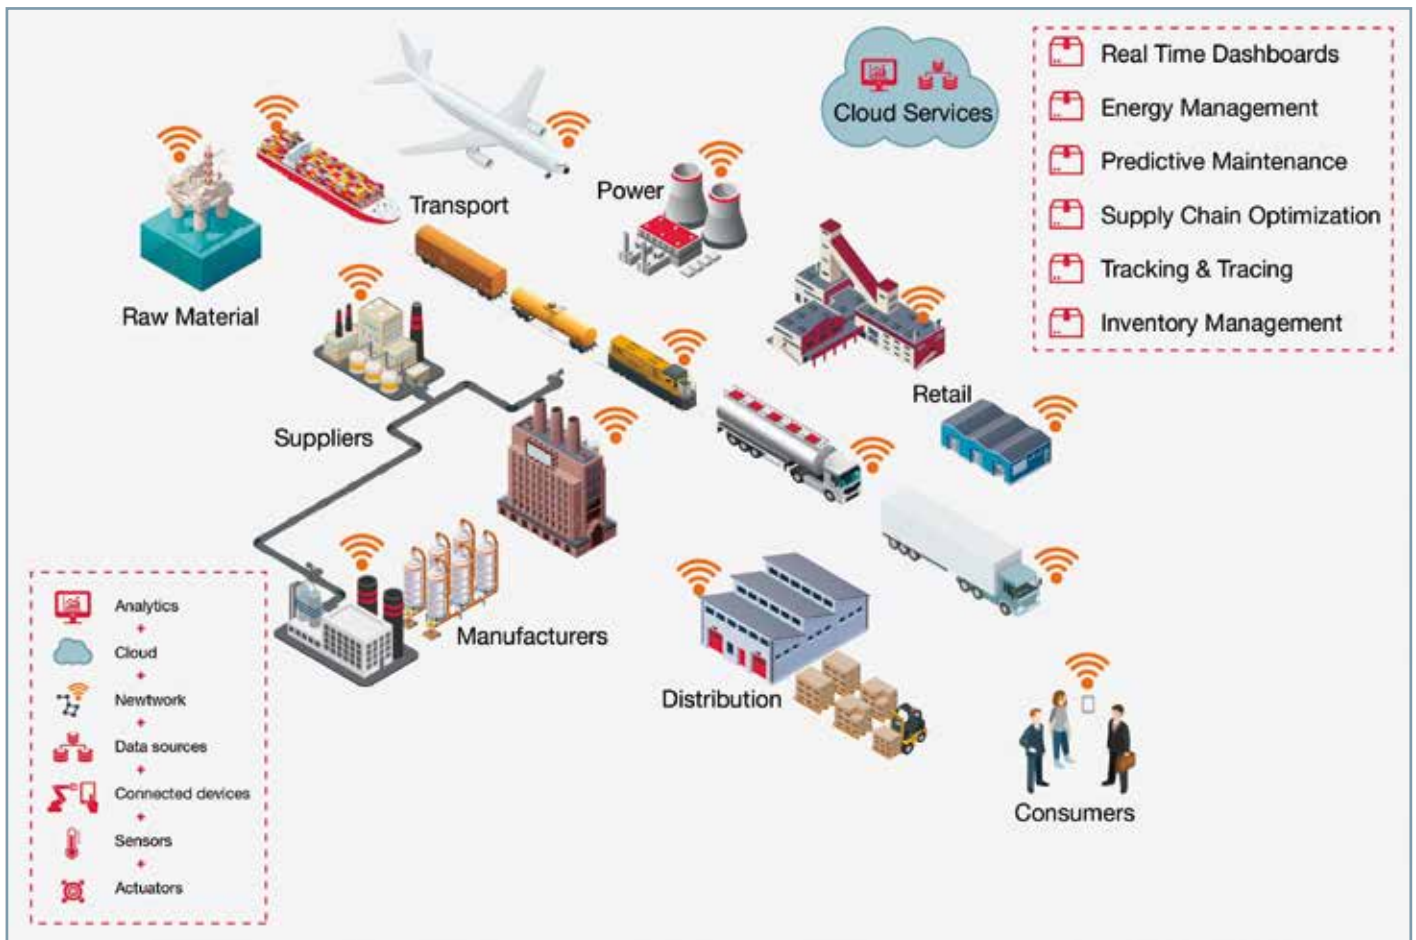 Cloud Services
Real Time Dashboards
Energy Management
Predictive Maintenance
Supply Chain Optimization
Tracking & Tracing
Inventory Management
Transport
Power
Raw Material
Retail
Suppliers
Manufacturers
Distribution
Consumers
Analytics
+
Cloud
+
Newtwork
+
Data sources
+
Connected devices
+
Sensors
+
Actuators